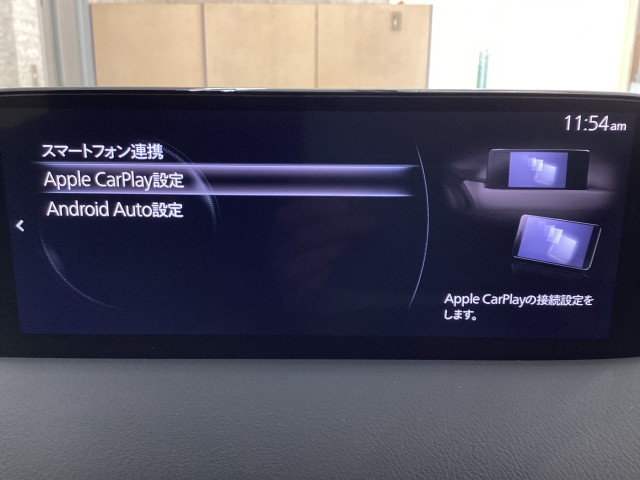 11:54am
スマートフォン連携
Apple CarPlay設定
Android Auto設定
Apple CarPlayの接続設定を
します。